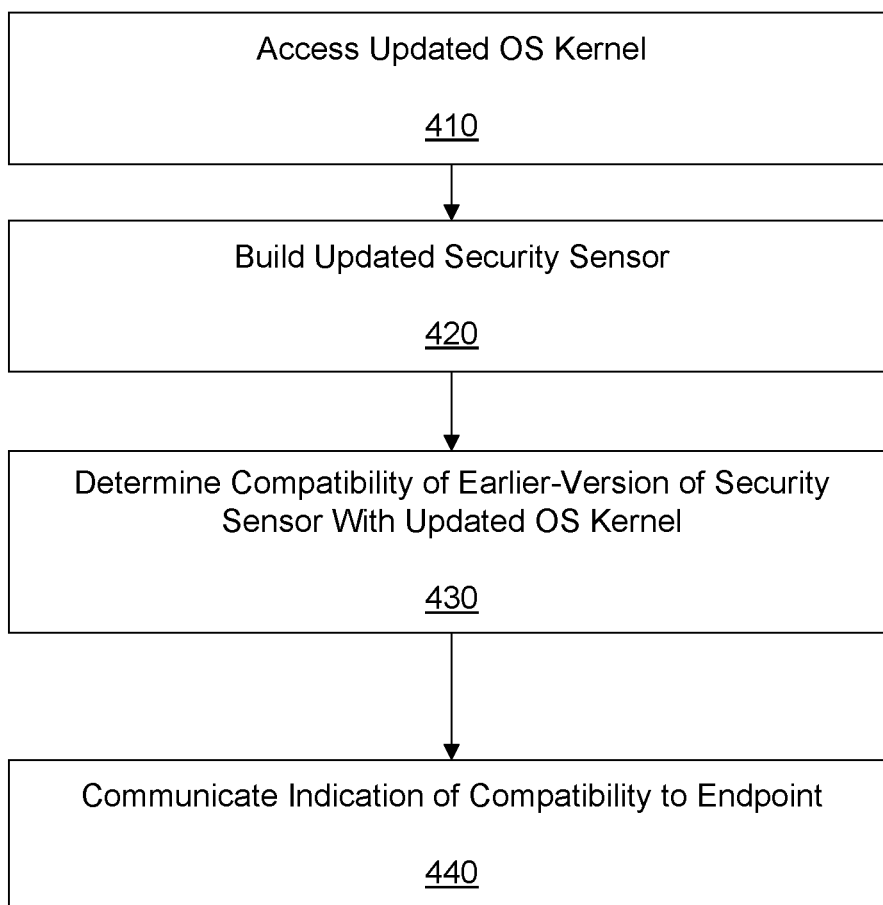 Access Updated OS Kernel
410
Build Updated Security Sensor
420
Determine Compatibility of Earlier-Version of Security
Sensor With Updated OS Kernel
430
Communicate Indication of Compatibility to Endpoint
440